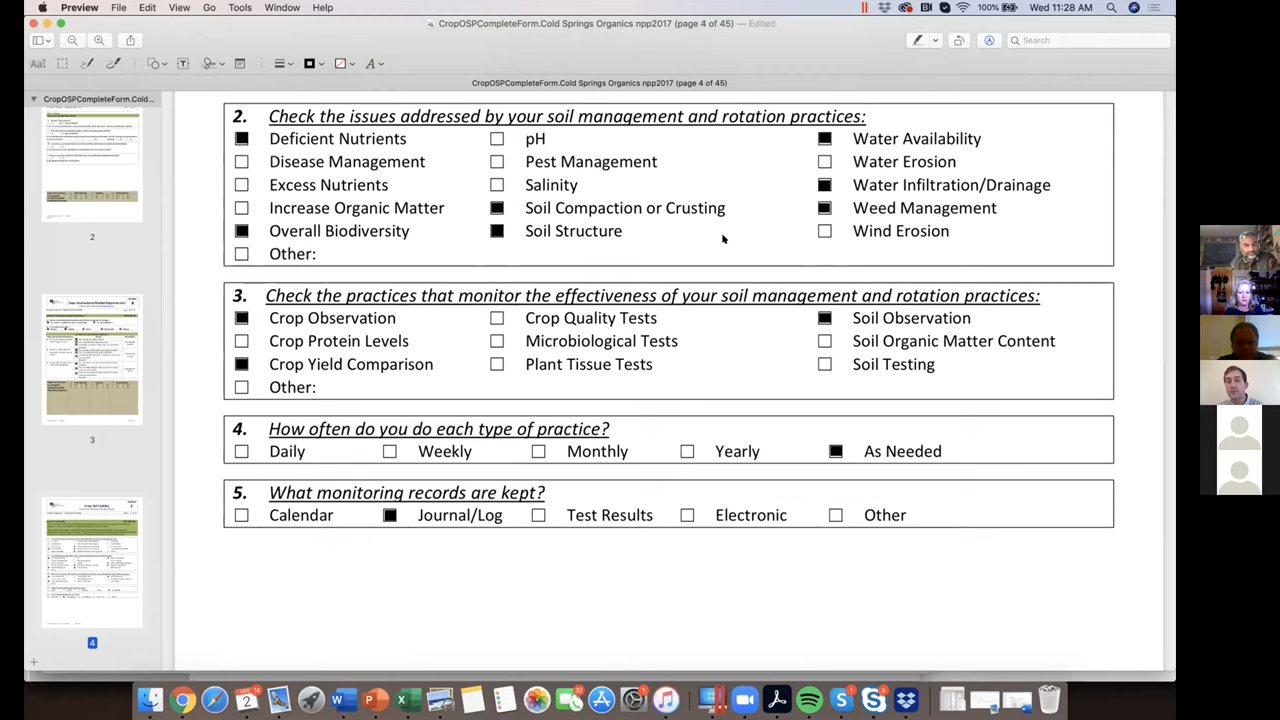 Preview File Edit View Go Tools Window Help 100% Wed 11:28 AM
CropOSPCompleteForm.Cold Springs Organics npp2017 (page 4 of 45) — Edited
Search
CropOSPCompleteForm.Cold Springs Organics npp2017 (page 4 of 45)
CropOSPCompleteForm.Cold...
2
3
4
2. Check the issues addressed by your soil management and rotation practices:
Deficient Nutrients pH Water Availability
Disease Management Pest Management Water Erosion
Excess Nutrients Salinity Water Infiltration/Drainage
Increase Organic Matter Soil Compaction or Crusting Weed Management
Overall Biodiversity Soil Structure Wind Erosion
Other:
3. Check the practices that monitor the effectiveness of your soil management and rotation practices:
Crop Observation Crop Quality Tests Soil Observation
Crop Protein Levels Microbiological Tests Soil Organic Matter Content
Crop Yield Comparison Plant Tissue Tests Soil Testing
Other:
4. How often do you do each type of practice?
Daily Weekly Monthly Yearly As Needed
5. What monitoring records are kept?
Calendar Journal/Log Test Results Electronic Other